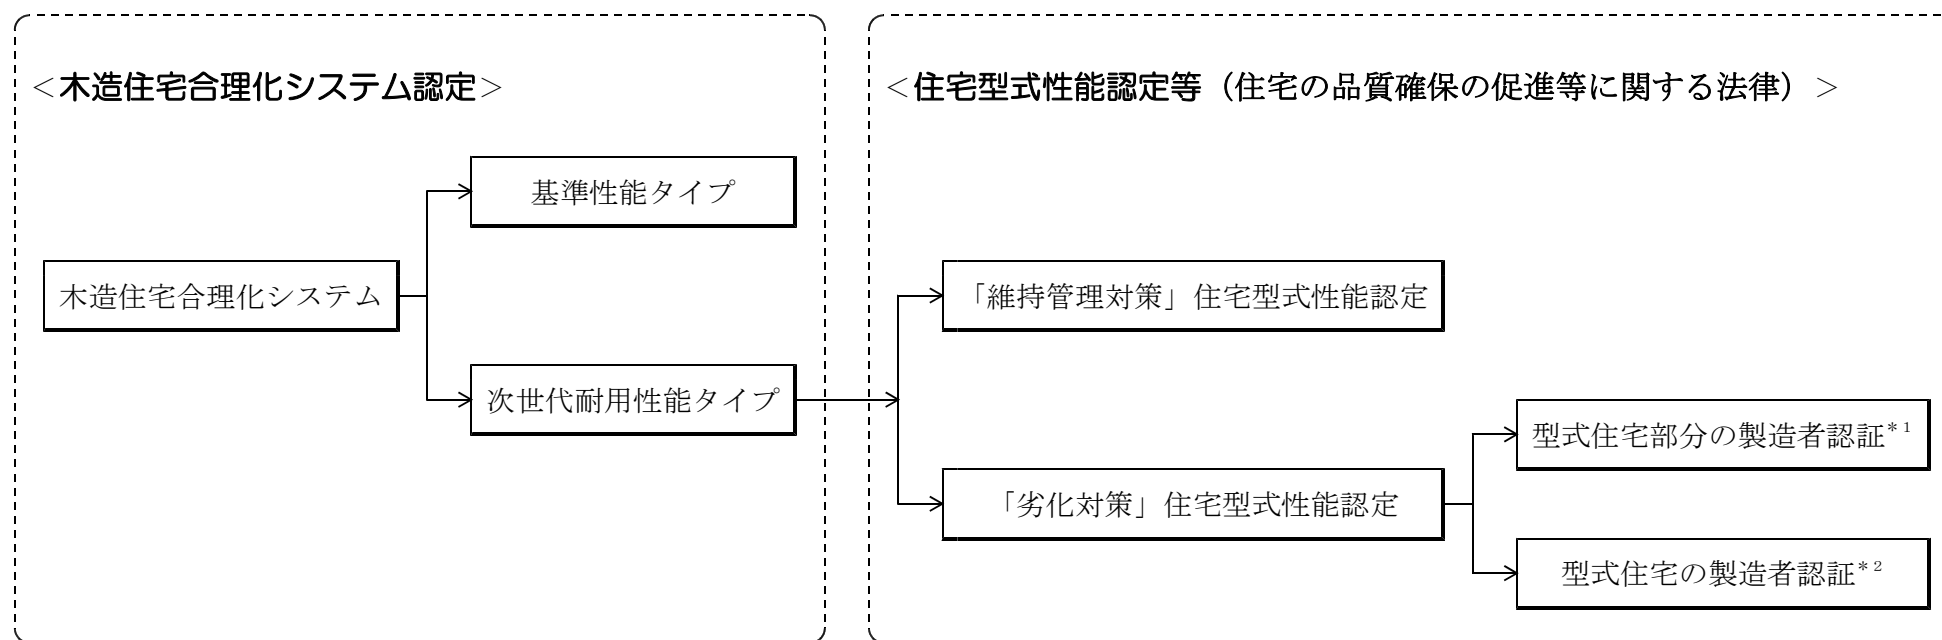 ＜木造住宅合理化システム認定＞
＜住宅型式性能認定等（住宅の品質確保の促進等に関する法律）＞
基準性能タイプ
木造住宅合理化システム
次世代耐用性能タイプ
「維持管理対策」住宅型式性能認定
「劣化対策」住宅型式性能認定
型式住宅部分の製造者認証*1
型式住宅の製造者認証*2